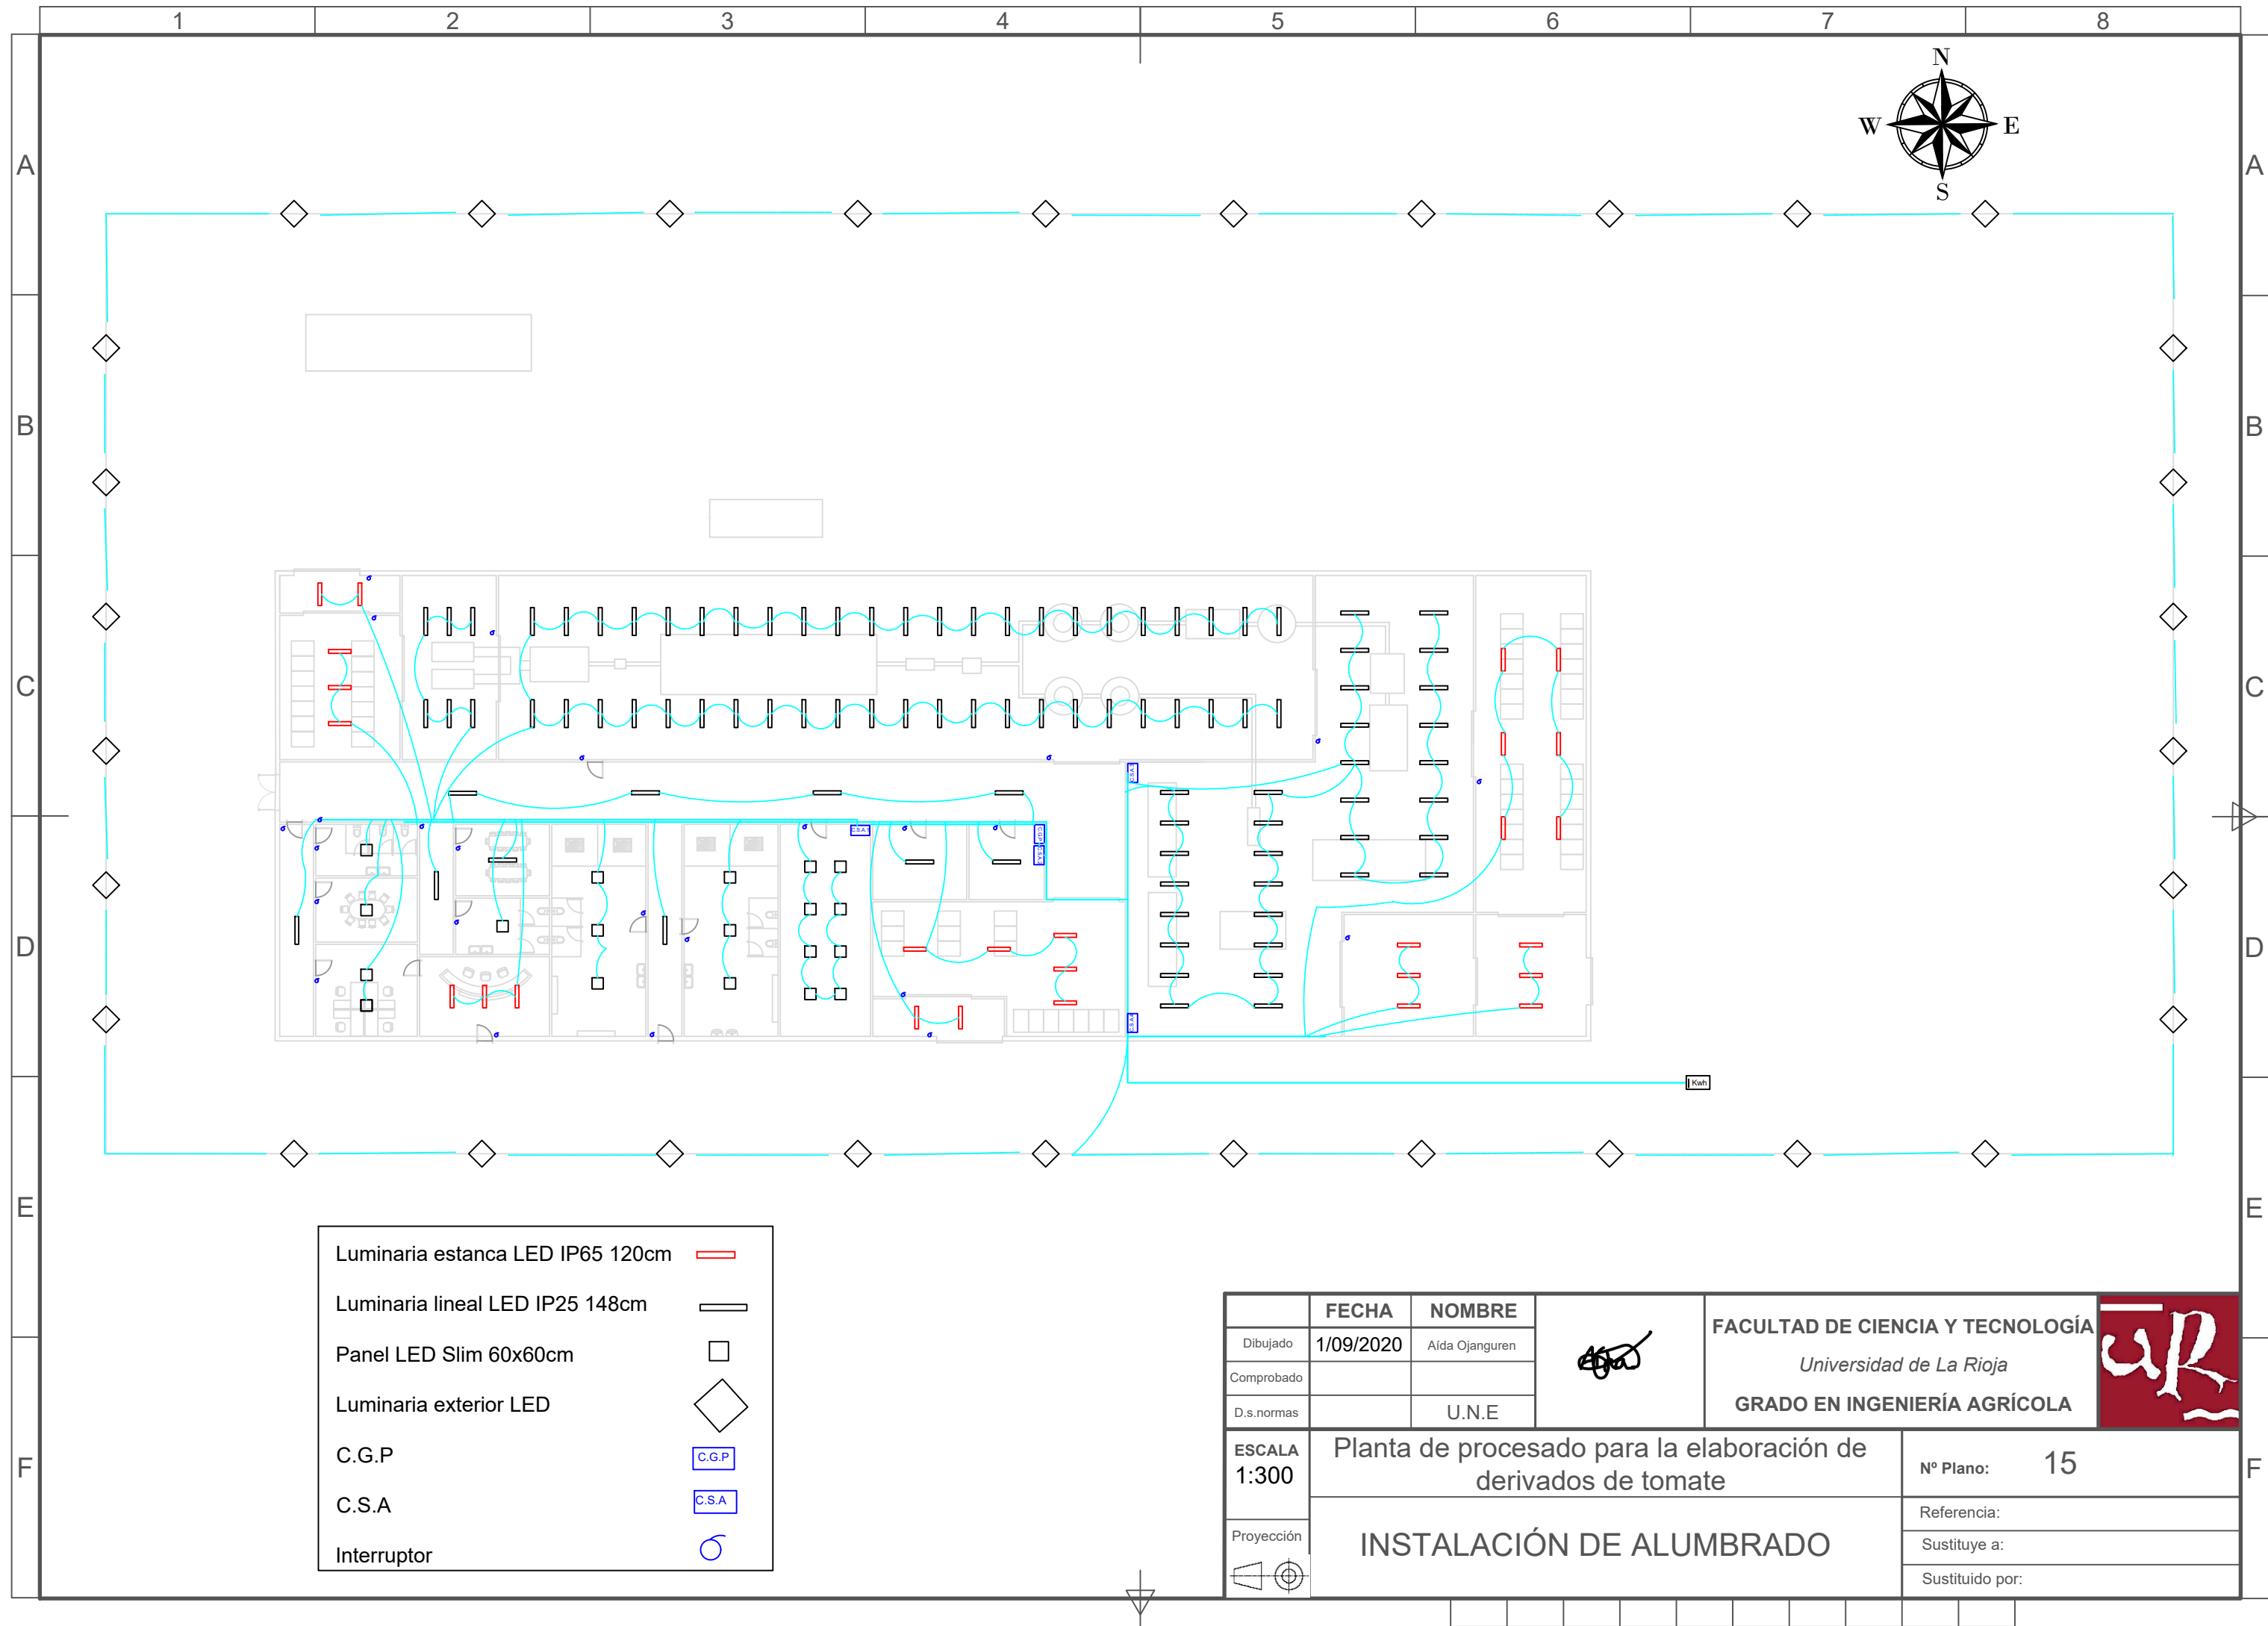 1 2 3 4 5 6 7 8
N
W E
S
A A
B B
C C
D D
E E
F F
C.S.A
C.S.A
C.G.P
C.S.A
C.S.A
Kwh
Luminaria estanca LED IP65 120cm
Luminaria lineal LED IP25 148cm
Panel LED Slim 60x60cm
Luminaria exterior LED
C.G.P C.G.P
C.S.A C.S.A
Interruptor
FECHA NOMBRE
Dibujado 1/09/2020 Aída Ojanguren
Comprobado
D.s.normas U.N.E
FACULTAD DE CIENCIA Y TECNOLOGÍA
Universidad de La Rioja
GRADO EN INGENIERÍA AGRÍCOLA
UR
ESCALA
1:300
Planta de procesado para la elaboración de
derivados de tomate
Nº Plano: 15
Proyección
INSTALACIÓN DE ALUMBRADO
Referencia:
Sustituye a:
Sustituido por: